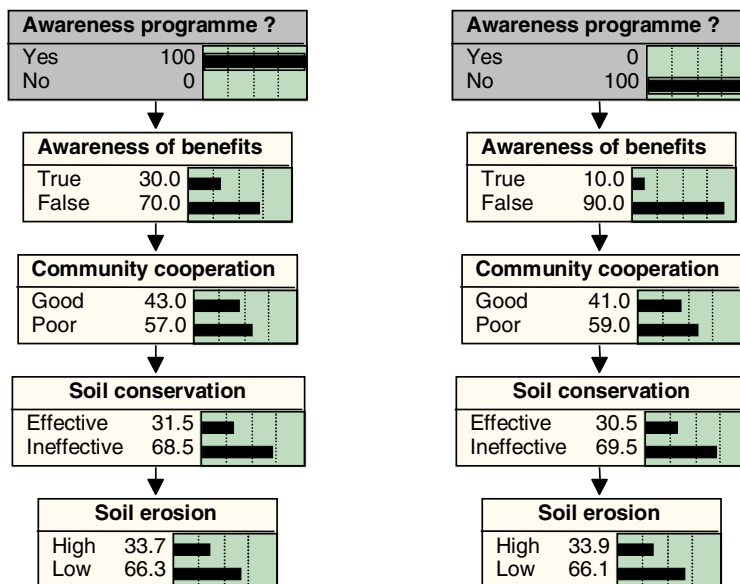 Awareness programme ?
Yes 100
No 0
Awareness of benefits
True 30.0
False 70.0
Community cooperation
Good 43.0
Poor 57.0
Soil conservation
Effective 31.5
Ineffective 68.5
Soil erosion
High 33.7
Low 66.3
Awareness programme ?
Yes 0
No 100
Awareness of benefits
True 10.0
False 90.0
Community cooperation
Good 41.0
Poor 59.0
Soil conservation
Effective 30.5
Ineffective 69.5
Soil erosion
High 33.9
Low 66.1